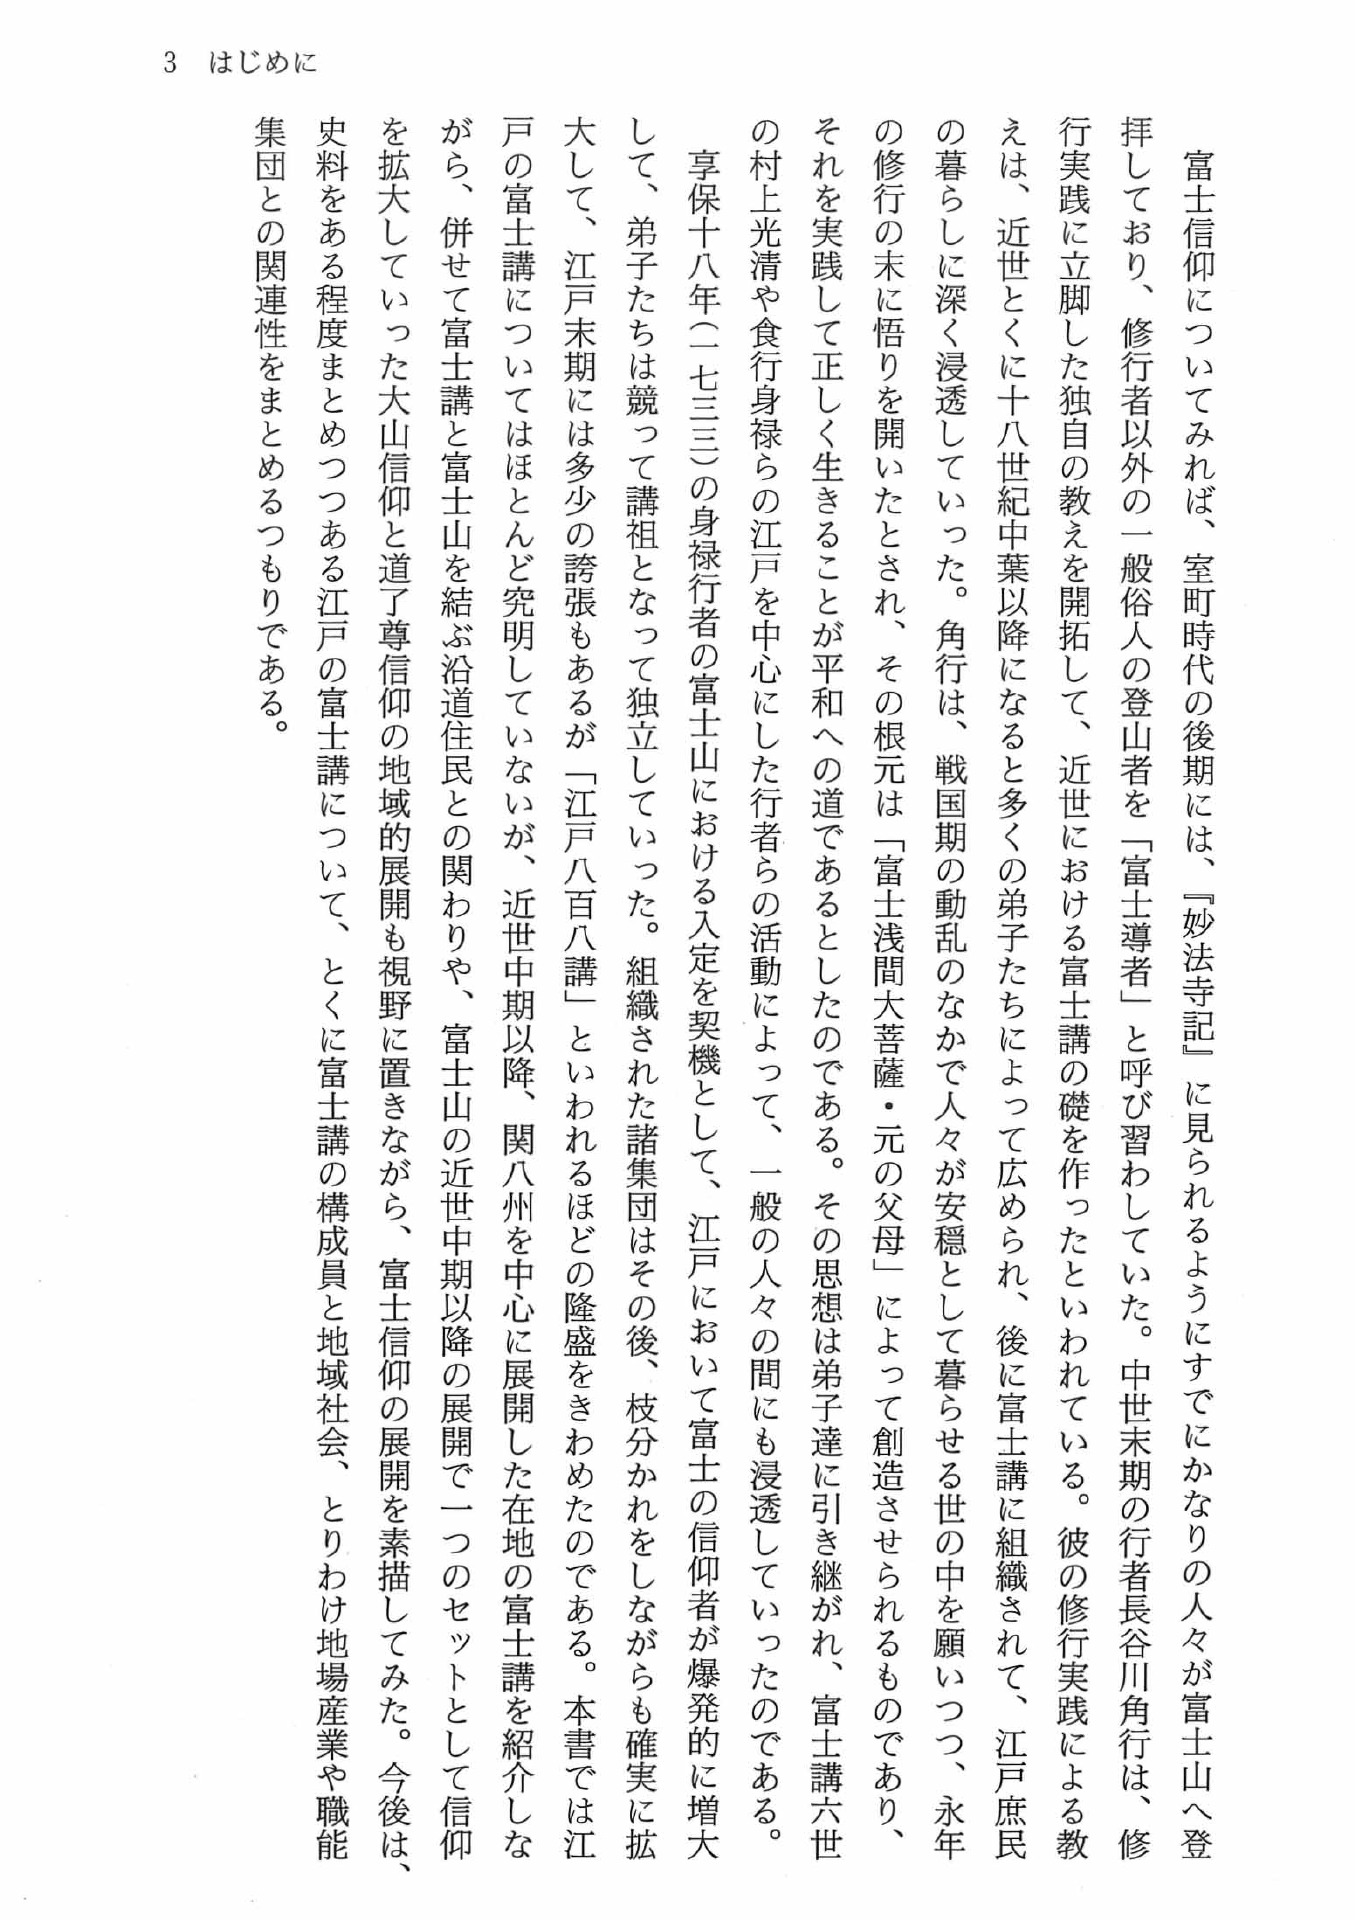 3　はじめに
　富士信仰についてみれば、室町時代の後期には、『妙法寺記』に見られるようにすでにかなりの人々が富士山へ登
拝しており、修行者以外の一般俗人の登山者を「富士導者」と呼び習わしていた。中世末期の行者長谷川角行は、修
行実践に立脚した独自の教えを開拓して、近世における富士講の礎を作ったといわれている。彼の修行実践による教
えは、近世とくに十八世紀中葉以降になると多くの弟子たちによって広められ、後に富士講に組織されて、江戸庶民
の暮らしに深く浸透していった。角行は、戦国期の動乱のなかで人々が安穏として暮らせる世の中を願いつつ、永年
の修行の末に悟りを開いたとされ、その根元は「富士浅間大菩薩・元の父母」によって創造させられるものであり、
それを実践して正しく生きることが平和への道であるとしたのである。その思想は弟子達に引き継がれ、富士講六世
の村上光清や食行身禄らの江戸を中心にした行者らの活動によって、一般の人々の間にも浸透していったのである。
　享保十八年（一七三三）の身禄行者の富士山における入定を契機として、江戸において富士の信仰者が爆発的に増大
して、弟子たちは競って講祖となって独立していった。組織された諸集団はその後、枝分かれをしながらも確実に拡
大して、江戸末期には多少の誇張もあるが「江戸八百八講」といわれるほどの隆盛をきわめたのである。本書では江
戸の富士講についてはほとんど究明していないが、近世中期以降、関八州を中心に展開した在地の富士講を紹介しな
がら、併せて富士講と富士山を結ぶ沿道住民との関わりや、富士山の近世中期以降の展開で一つのセットとして信仰
を拡大していった大山信仰と道了尊信仰の地域的展開も視野に置きながら、富士信仰の展開を素描してみた。今後は、
史料をある程度まとめつつある江戸の富士講について、とくに富士講の構成員と地域社会、とりわけ地場産業や職能
集団との関連性をまとめるつもりである。